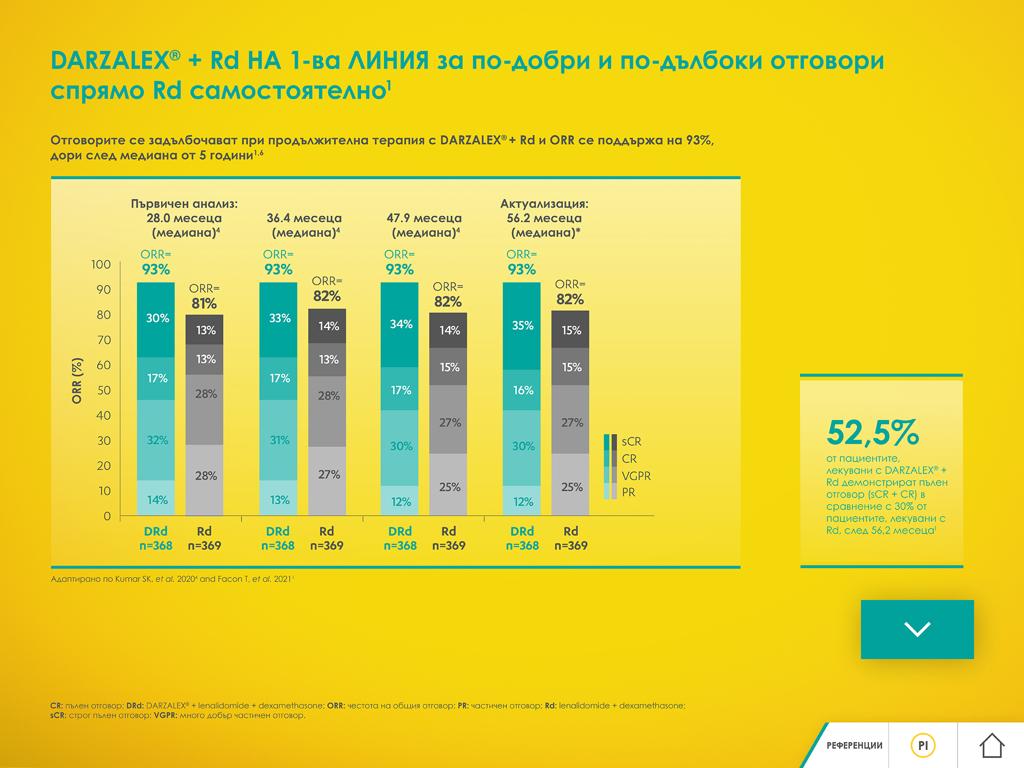 DARZALEX® + Rd НА 1-ва ЛИНИЯ за по-добри и по-дълбоки отговори
спрямо Rd самостоятелно¹
Отговорите се задълбочават при продължителна терапия с DARZALEX® + Rd и ORR се поддържа на 93%,
дори след медиана от 5 години¹·⁶
Първичен анализ:
28.0 месеца
(медиана)⁴
36.4 месеца
(медиана)⁴
47.9 месеца
(медиана)⁴
Актуализация:
56.2 месеца
(медиана)*
ORR=
93%
ORR=
81%
ORR=
93%
ORR=
82%
ORR=
93%
ORR=
82%
ORR=
93%
ORR=
82%
ORR (%)
100
90
80
70
60
50
40
30
20
10
0
30%
17%
32%
14%
13%
13%
28%
28%
33%
17%
31%
13%
14%
13%
28%
27%
34%
17%
30%
12%
14%
15%
27%
25%
35%
16%
30%
12%
15%
15%
27%
25%
sCR
CR
VGPR
PR
DRd
n=368
Rd
n=369
DRd
n=368
Rd
n=369
DRd
n=368
Rd
n=369
DRd
n=368
Rd
n=369
Адаптирано по Kumar SK, et al. 2020⁴ and Facon T, et al. 2021¹
52,5%
от пациентите,
лекувани с DARZALEX® +
Rd демонстрират пълен
отговор (sCR + CR) в
сравнение с 30% от
пациентите, лекувани с
Rd, след 56,2 месеца¹
CR: пълен отговор; DRd: DARZALEX® + lenalidomide + dexamethasone; ORR: честота на общия отговор; PR: частичен отговор; Rd: lenalidomide + dexamethasone;
sCR: строг пълен отговор; VGPR: много добър частичен отговор.
РЕФЕРЕНЦИИ
PI